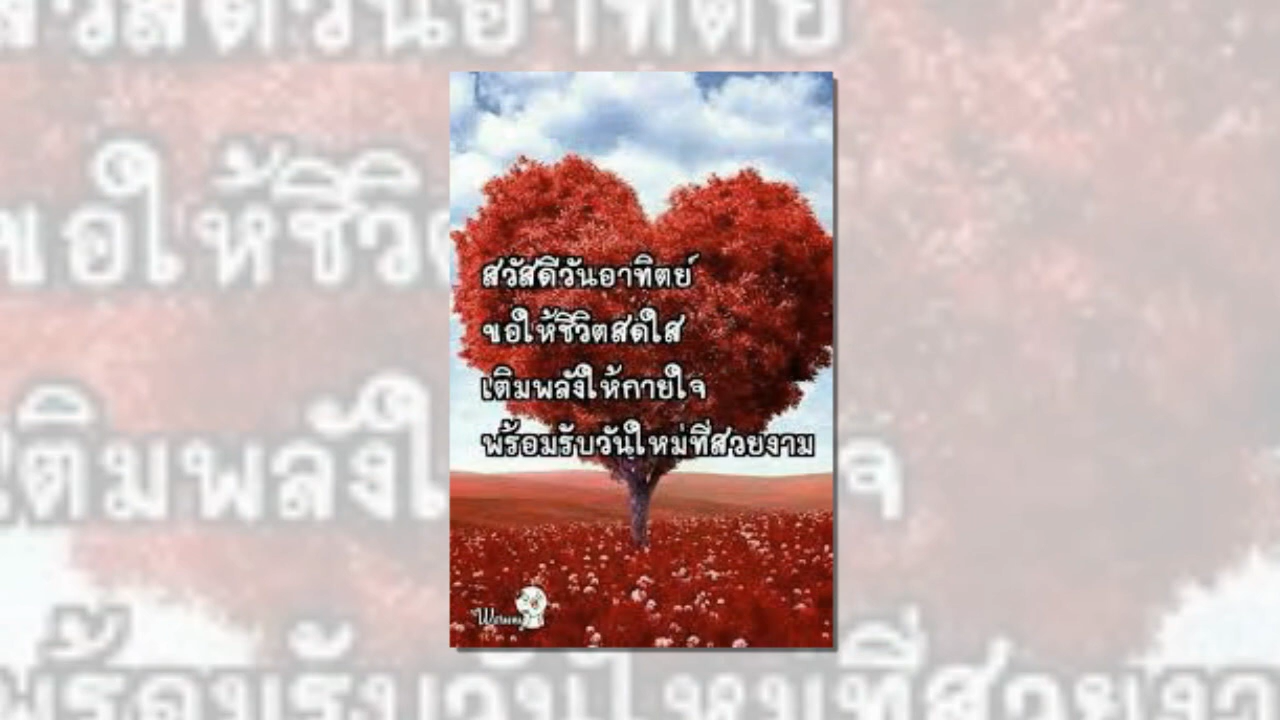 สวัสดีวันอาทิตย์
ขอให้ชีวิตสดใส
เติมพลังให้กายใจ
พร้อมรับวันใหม่ที่สวยงาม